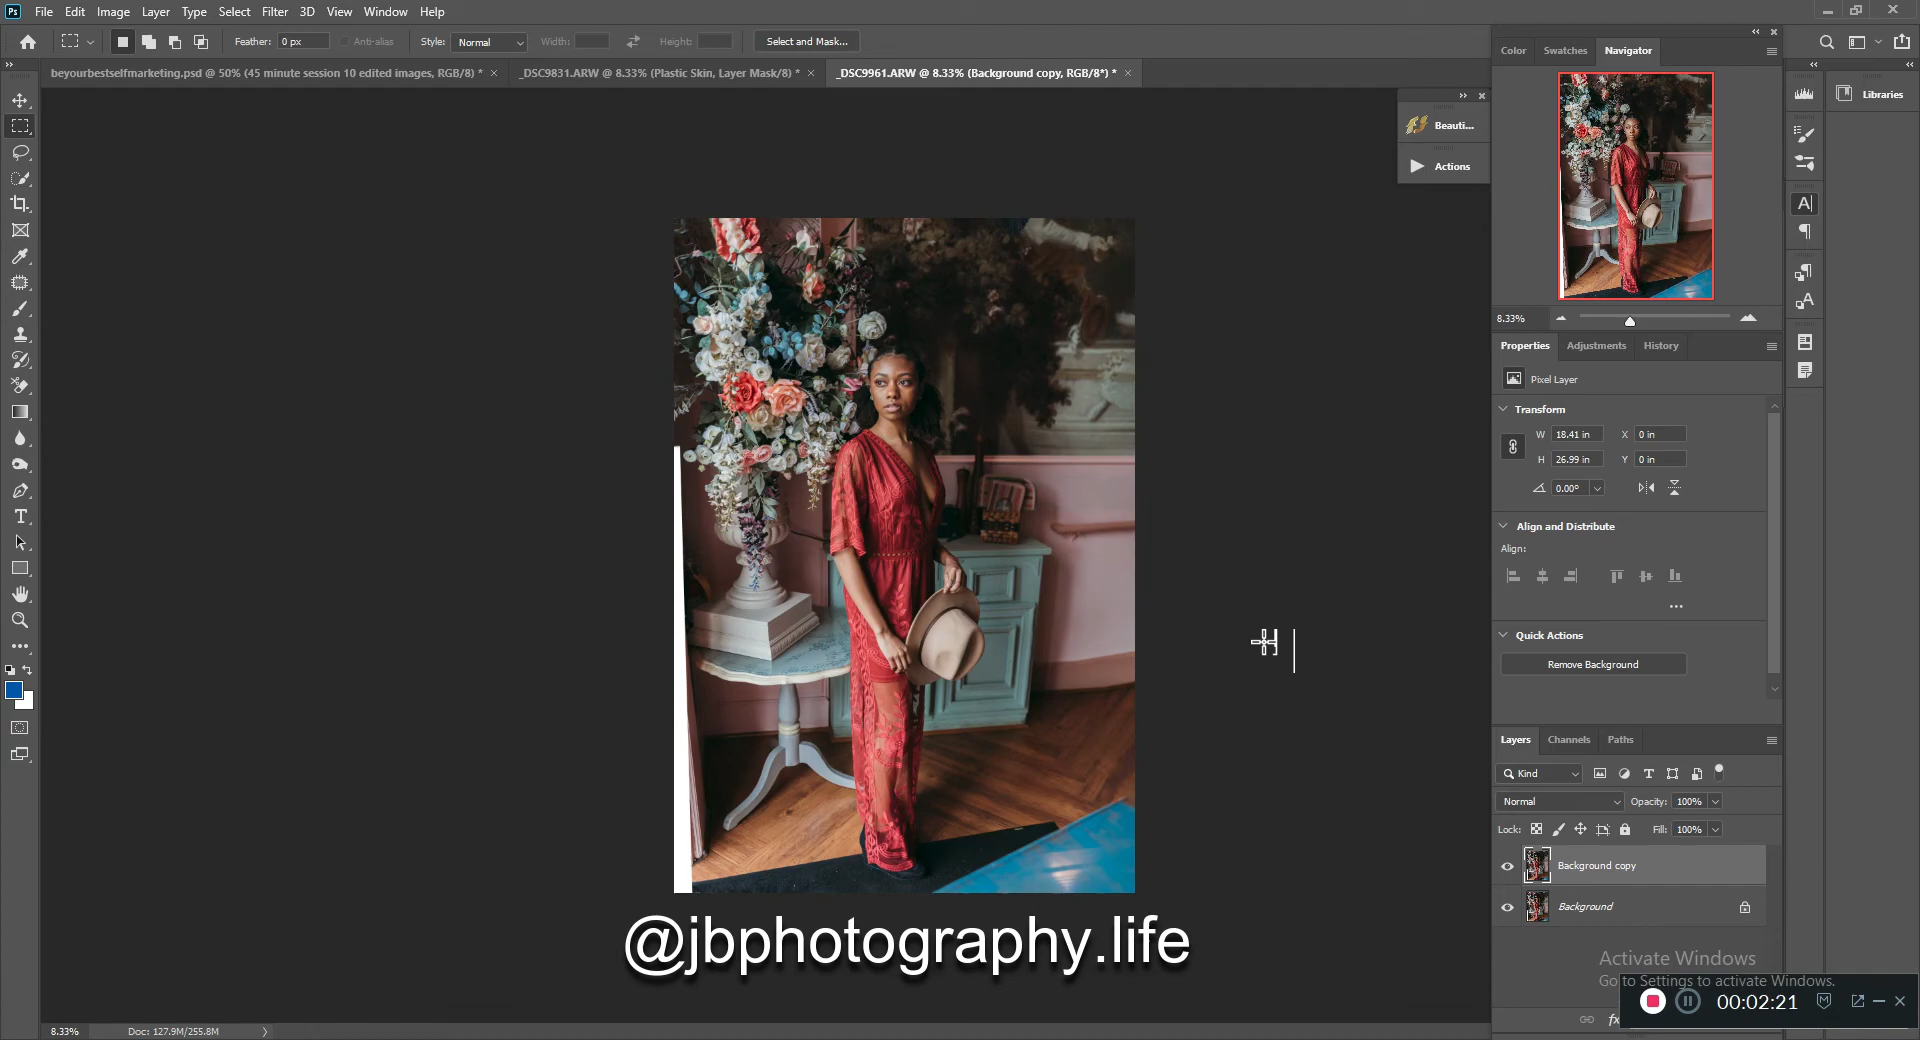 Ps File Edit Image Layer Type Select Filter 3D View Window Help
Feather: 0 px Anti-alias Style: Normal Width: Height: Select and Mask...
beyourbestselfmarketing.psd @ 50% (45 minute session 10 edited images, RGB/8) * × _DSC9831.ARW @ 8.33% (Plastic Skin, Layer Mask/8) * × _DSC9961.ARW @ 8.33% (Background copy, RGB/8*) * ×
Color Swatches Navigator
Libraries
Beauti...
Actions
8.33%
Properties Adjustments History
Pixel Layer
Transform
W 18.41 in X 0 in
H 26.99 in Y 0 in
0.00°
Align and Distribute
Align:
Quick Actions
Remove Background
Layers Channels Paths
Kind
Normal Opacity: 100%
Lock: Fill: 100%
Background copy
Background
@jbphotography.life
Activate Windows
Go to Settings to activate Windows.
00:02:21
fx
8.33% Doc: 127.9M/255.8M